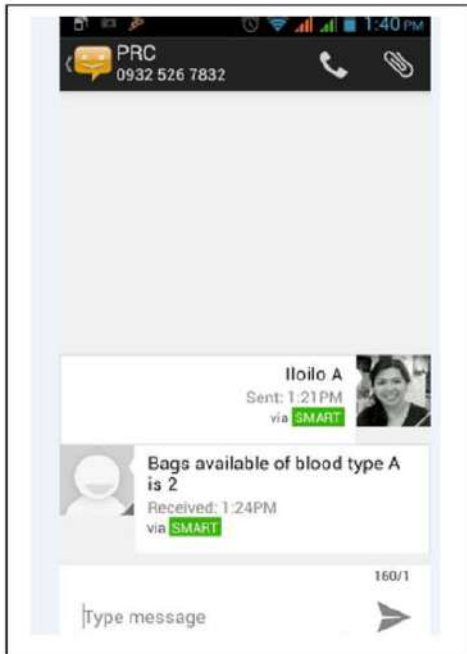 1:40 PM
PRC
0932 526 7832
Iloilo A
Sent: 1:21PM
via SMART
Bags available of blood type A
is 2
Received: 1:24PM
via SMART
160/1
Type message